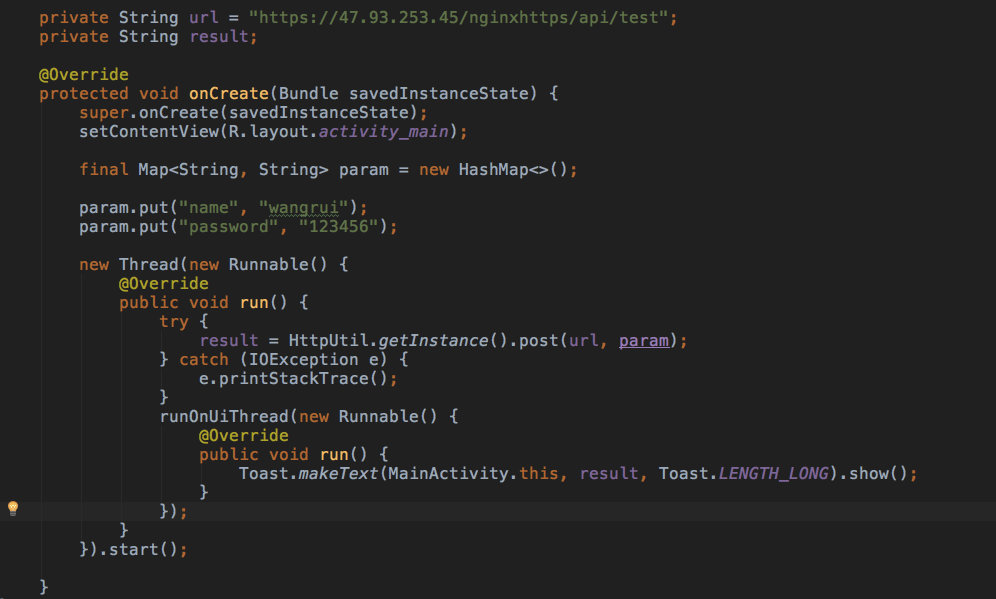 private String url = "https://47.93.253.45/nginxhttps/api/test";
private String result;
@Override
protected void onCreate(Bundle savedInstanceState) {
super.onCreate(savedInstanceState);
setContentView(R.layout.activity_main);
final Map<String, String> param = new HashMap<>();
param.put("name", "wangrui");
param.put("password", "123456");
new Thread(new Runnable() {
@Override
public void run() {
try {
result = HttpUtil.getInstance().post(url, param);
} catch (IOException e) {
e.printStackTrace();
}
runOnUiThread(new Runnable() {
@Override
public void run() {
Toast.makeText(MainActivity.this, result, Toast.LENGTH_LONG).show();
}
});
}
}).start();
}